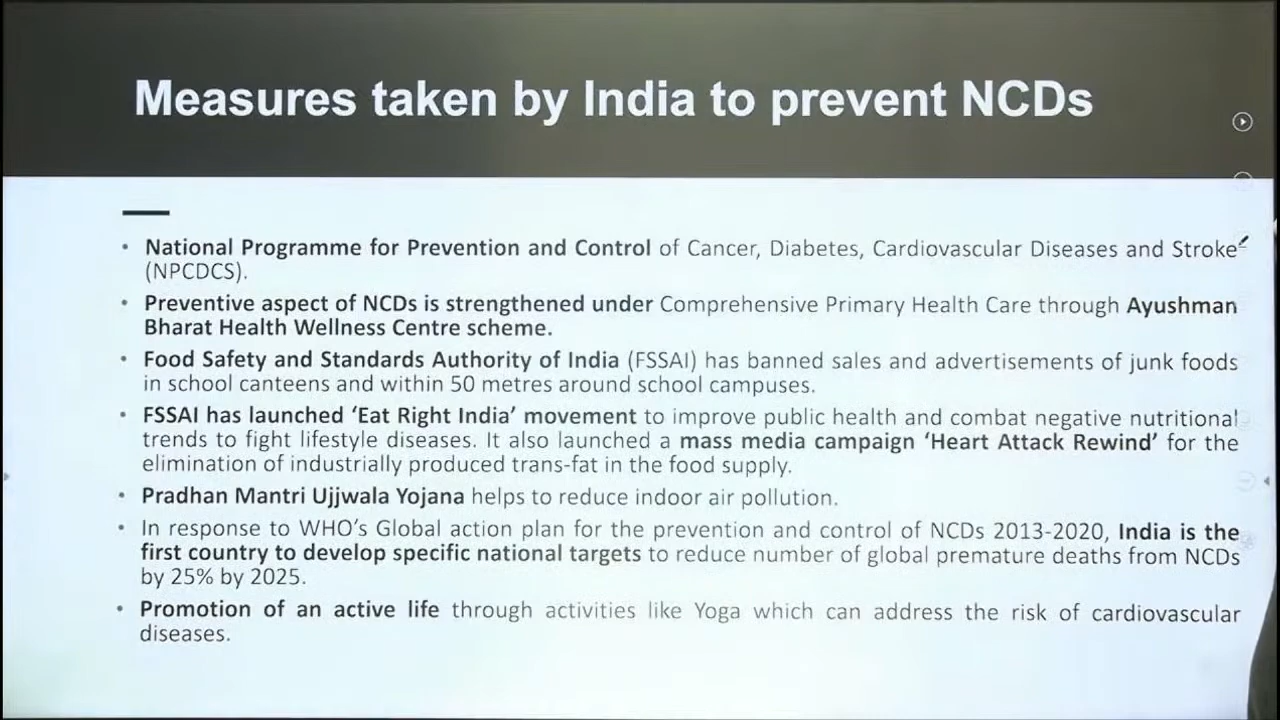 Measures taken by India to prevent NCDs
• National Programme for Prevention and Control of Cancer, Diabetes, Cardiovascular Diseases and Stroke
(NPCDCS).
• Preventive aspect of NCDs is strengthened under Comprehensive Primary Health Care through Ayushman
Bharat Health Wellness Centre scheme.
• Food Safety and Standards Authority of India (FSSAI) has banned sales and advertisements of junk foods
in school canteens and within 50 metres around school campuses.
• FSSAI has launched ‘Eat Right India’ movement to improve public health and combat negative nutritional
trends to fight lifestyle diseases. It also launched a mass media campaign ‘Heart Attack Rewind’ for the
elimination of industrially produced trans-fat in the food supply.
• Pradhan Mantri Ujjwala Yojana helps to reduce indoor air pollution.
• In response to WHO’s Global action plan for the prevention and control of NCDs 2013-2020, India is the
first country to develop specific national targets to reduce number of global premature deaths from NCDs
by 25% by 2025.
• Promotion of an active life through activities like Yoga which can address the risk of cardiovascular
diseases.